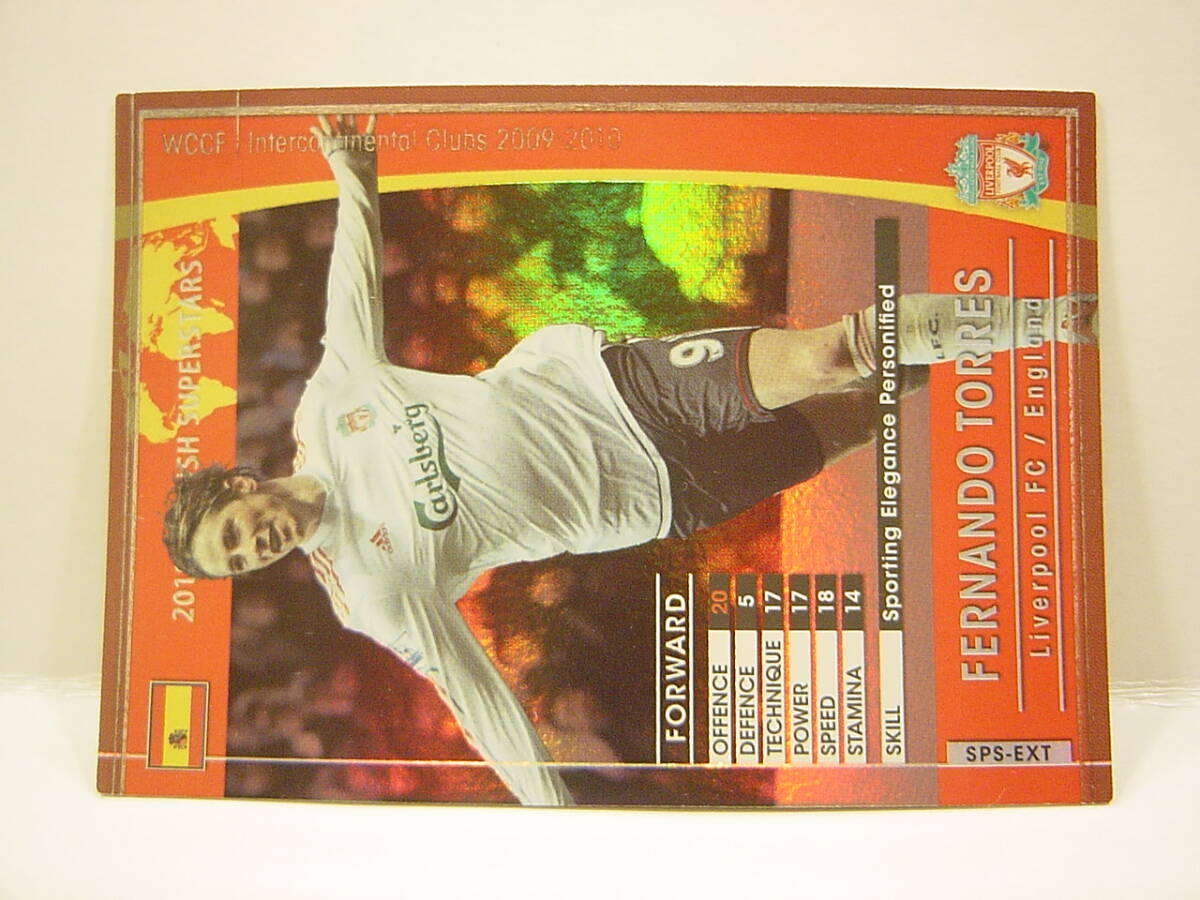 WCCF Intercontinental Clubs 2009-2010
LIVERPOOL
SUPERSTARS
Carlsberg
adidas
9
L.F.C.
FORWARD
OFFENCE 20
DEFENCE 5
TECHNIQUE 17
POWER 17
SPEED 18
STAMINA 14
SKILL Sporting Elegance Personified
FERNANDO TORRES
Liverpool FC / England
SPS-EXT